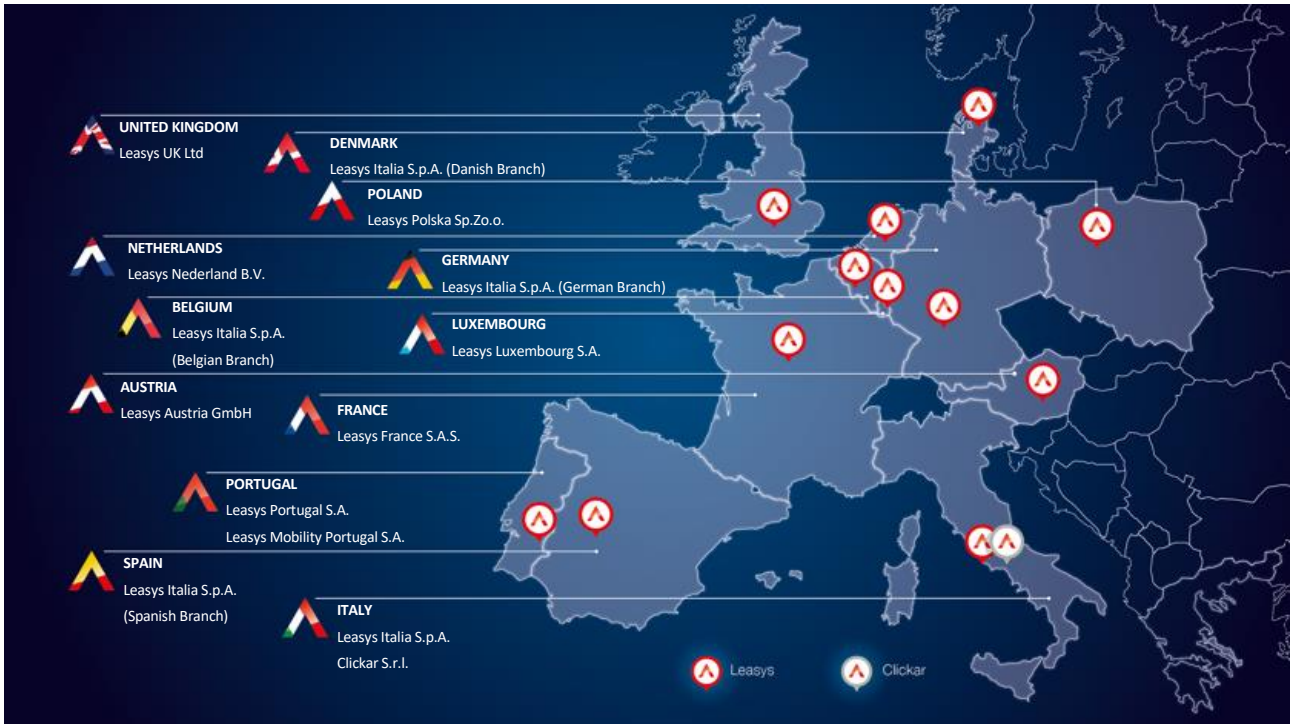 UNITED KINGDOM
Leasys UK Ltd
DENMARK
Leasys Italia S.p.A. (Danish Branch)
POLAND
Leasys Polska Sp.Zo.o.
NETHERLANDS
Leasys Nederland B.V.
GERMANY
Leasys Italia S.p.A. (German Branch)
BELGIUM
Leasys Italia S.p.A.
(Belgian Branch)
LUXEMBOURG
Leasys Luxembourg S.A.
AUSTRIA
Leasys Austria GmbH
FRANCE
Leasys France S.A.S.
PORTUGAL
Leasys Portugal S.A.
Leasys Mobility Portugal S.A.
SPAIN
Leasys Italia S.p.A.
(Spanish Branch)
ITALY
Leasys Italia S.p.A.
Clickar S.r.l.
Leasys
Clickar